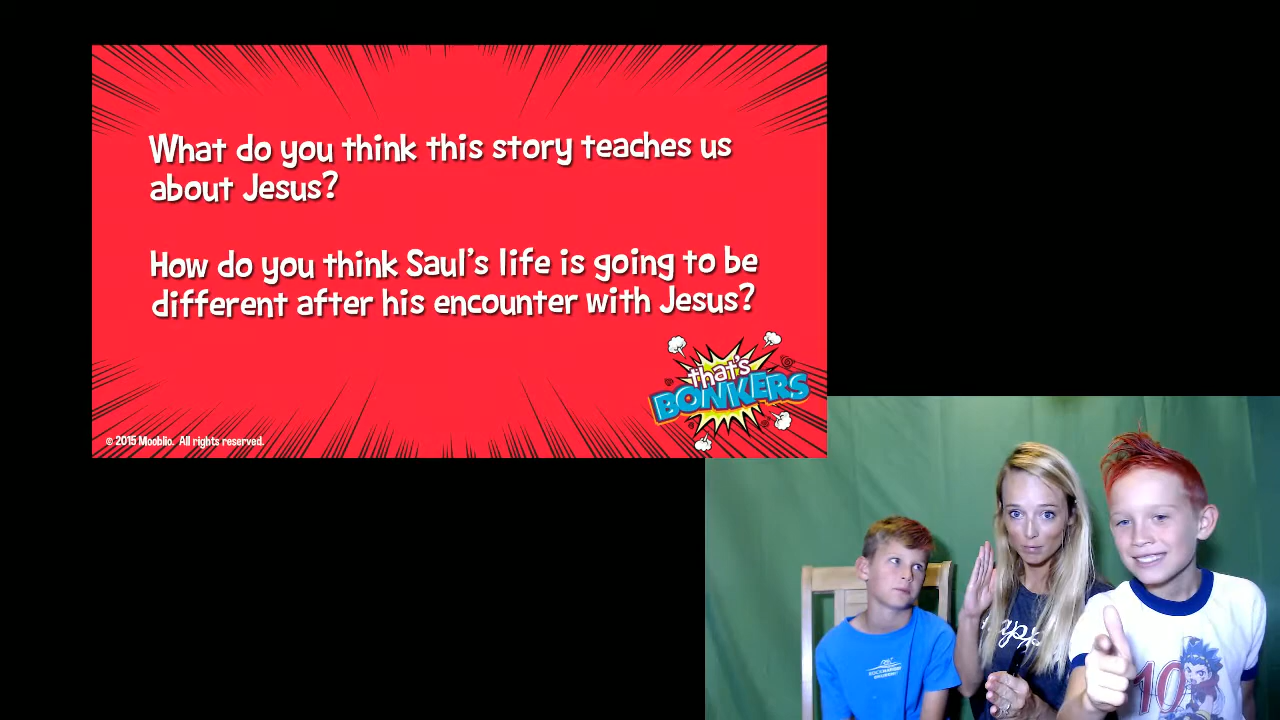 What do you think this story teaches us
about Jesus?
How do you think Saul's life is going to be
different after his encounter with Jesus?
that's
BONKERS
© 2015 Mooblio. All rights reserved.
10